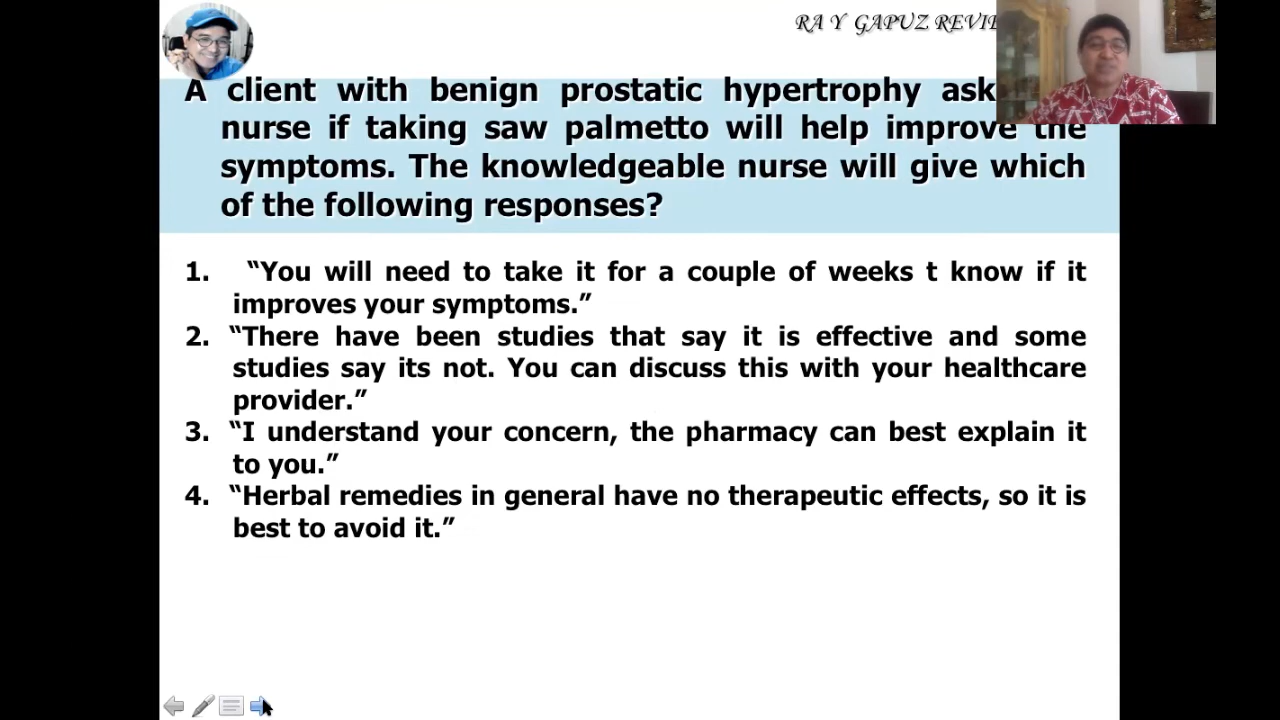 RA Y GAPUZ REVIE
A client with benign prostatic hypertrophy ask
nurse if taking saw palmetto will help improve the
symptoms. The knowledgeable nurse will give which
of the following responses?
1. “You will need to take it for a couple of weeks t know if it
improves your symptoms.”
2. “There have been studies that say it is effective and some
studies say its not. You can discuss this with your healthcare
provider.”
3. “I understand your concern, the pharmacy can best explain it
to you.”
4. “Herbal remedies in general have no therapeutic effects, so it is
best to avoid it.”